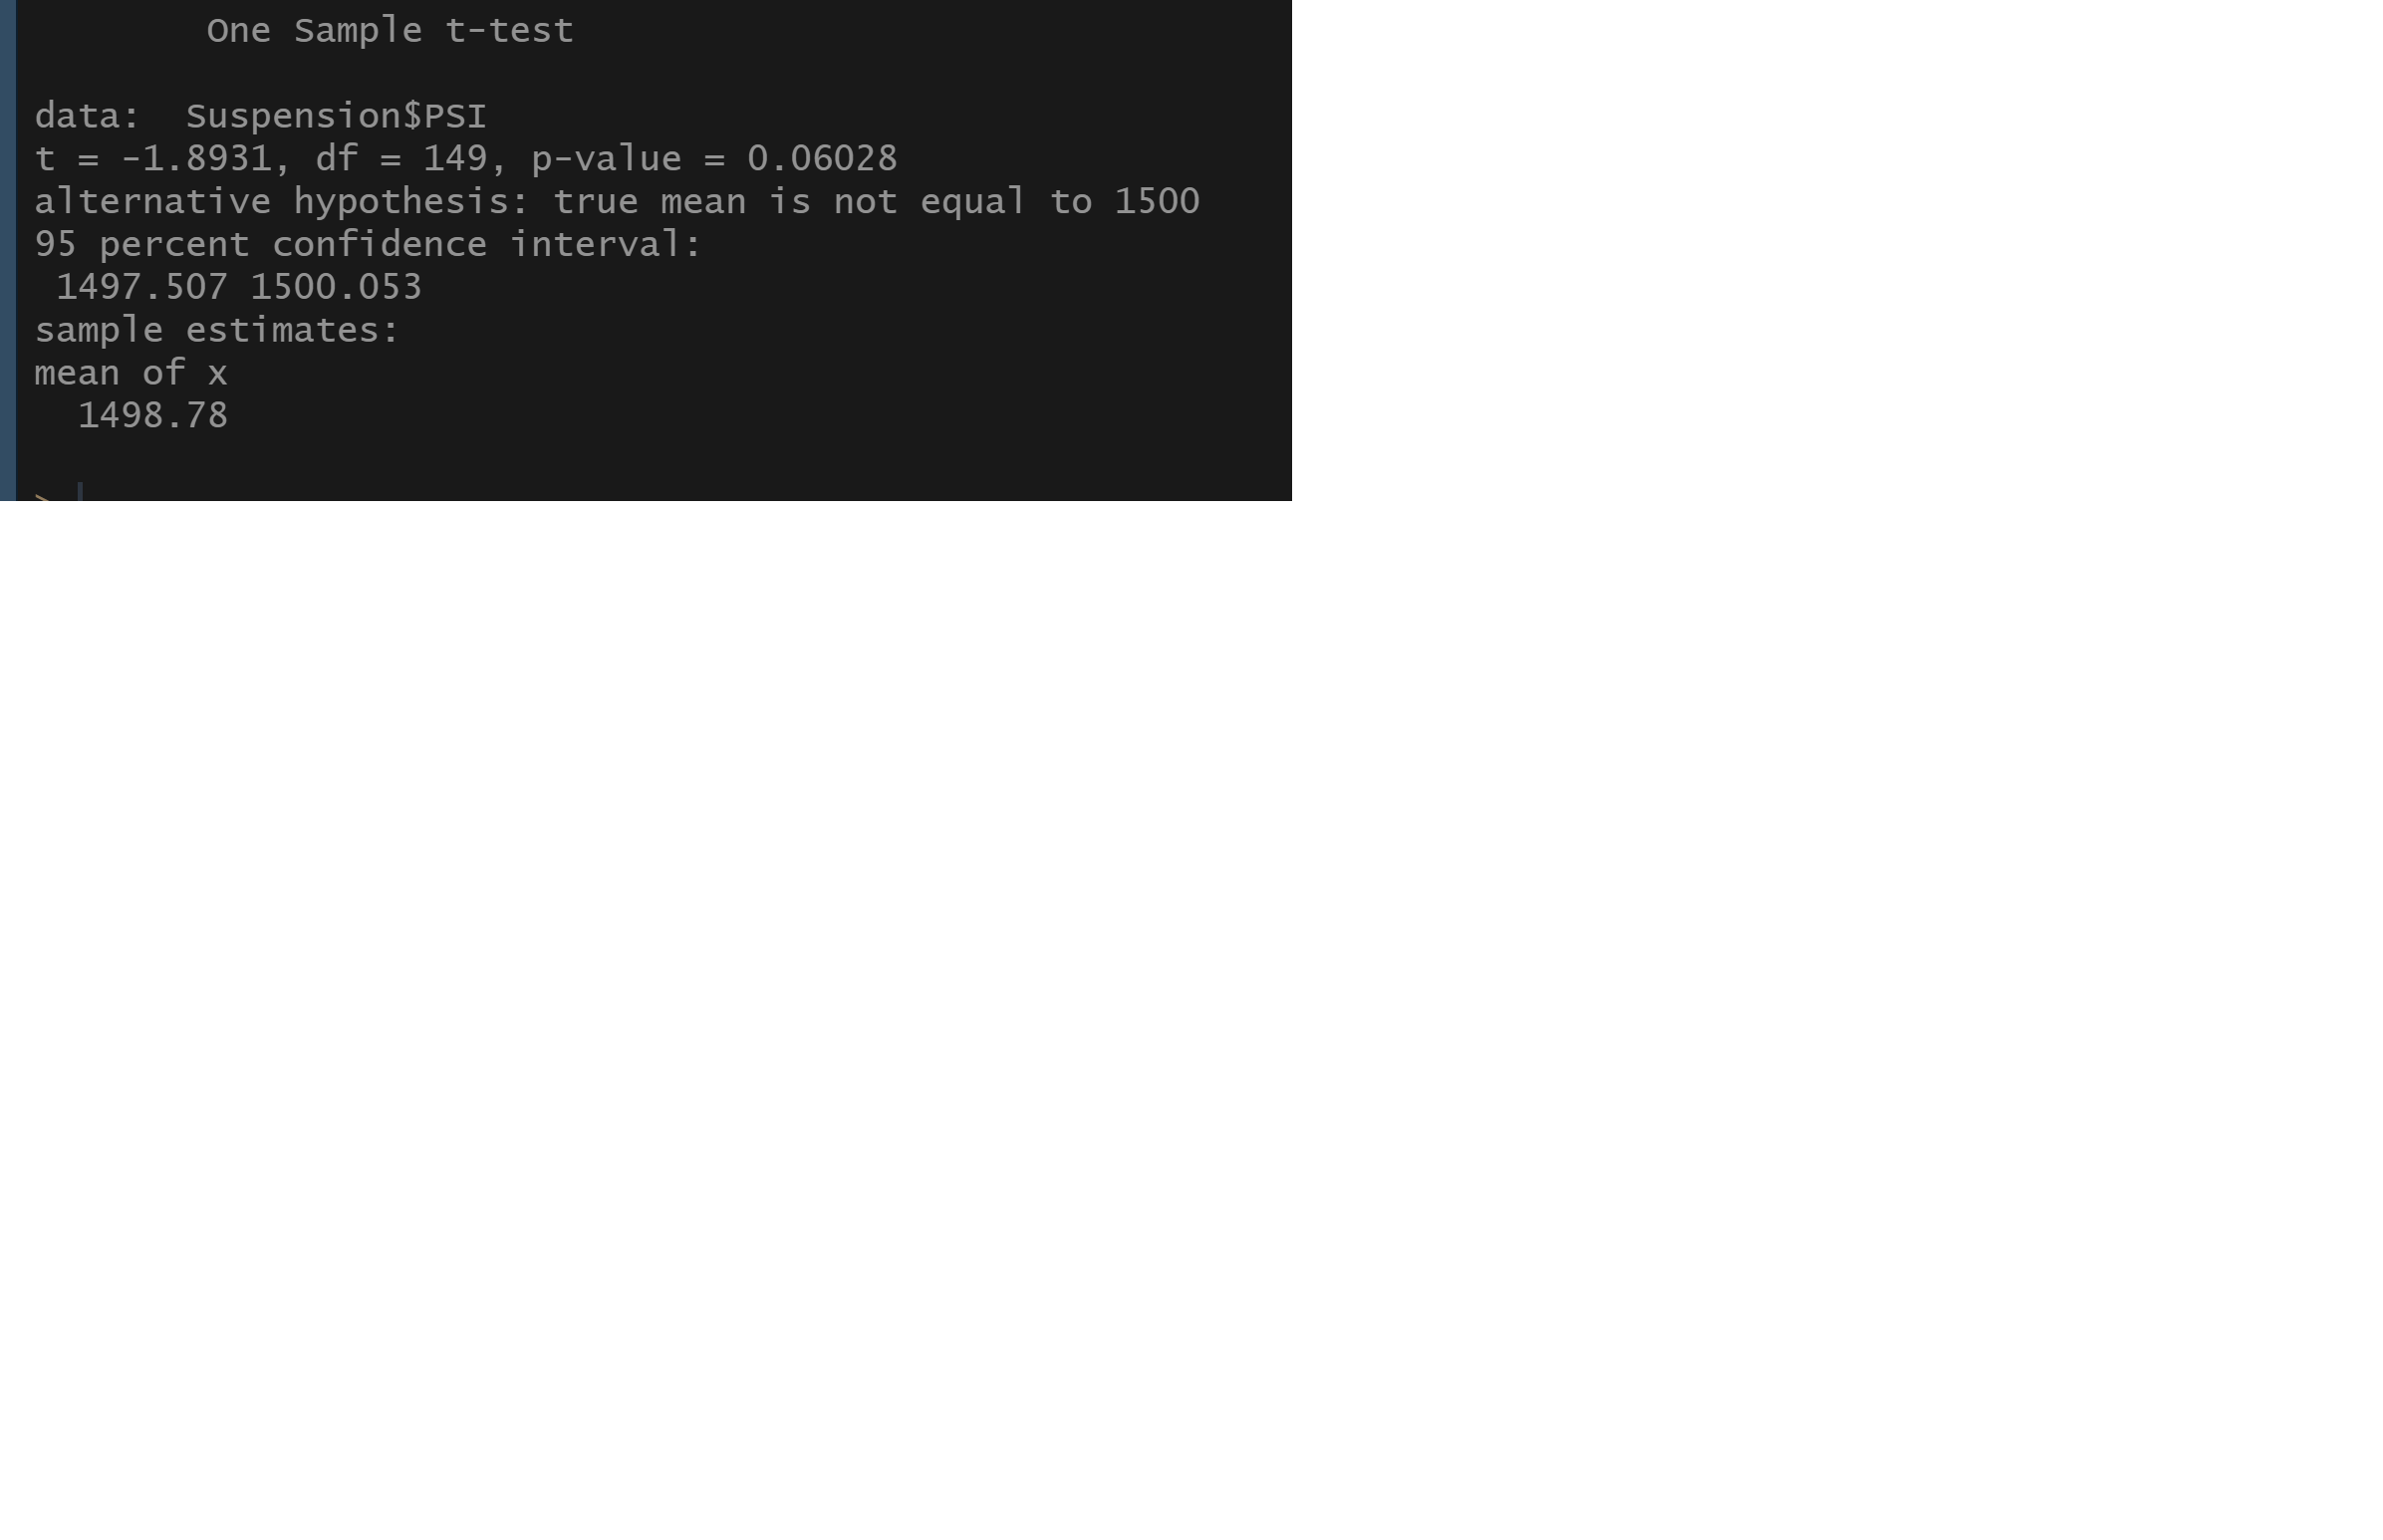 One Sample t-test
data:  Suspension$PSI
t = -1.8931, df = 149, p-value = 0.06028
alternative hypothesis: true mean is not equal to 1500
95 percent confidence interval:
1497.507 1500.053
sample estimates:
mean of x
1498.78
>